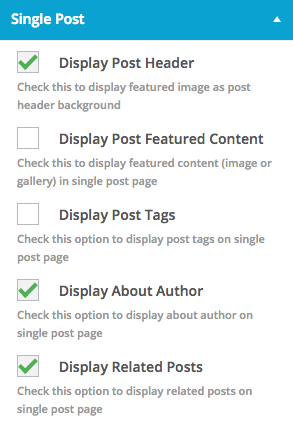 Single Post
Display Post Header
Check this to display featured image as post
header background
Display Post Featured Content
Check this to display featured content (image or
gallery) in single post page
Display Post Tags
Check this option to display post tags on single
post page
Display About Author
Check this option to display about author on
single post page
Display Related Posts
Check this option to display related posts on
single post page